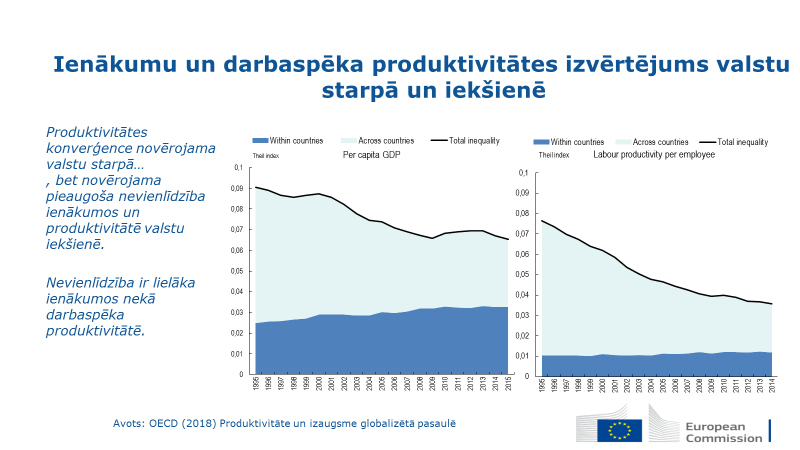 Ienākumu un darbaspēka produktivitātes izvērtējums valstu
starpā un iekšienē
Produktivitātes
konverģence novērojama
valstu starpā…
, bet novērojama
pieaugoša nevienlīdzība
ienākumos un
produktivitātē valstu
iekšienē.
Nevienlīdzība ir lielāka
ienākumos nekā
darbaspēka
produktivitātē.
Within countries Across countries Total inequality
Theil index Per capita GDP
0,1
0,09
0,08
0,07
0,06
0,05
0,04
0,03
0,02
0,01
0
1995 1996 1997 1998 1999 2000 2001 2002 2003 2004 2005 2006 2007 2008 2009 2010 2011 2012 2013 2014 2015
Within countries Across countries Total inequality
Theil index Labour productivity per employee
0,1
0,09
0,08
0,07
0,06
0,05
0,04
0,03
0,02
0,01
0
1995 1996 1997 1998 1999 2000 2001 2002 2003 2004 2005 2006 2007 2008 2009 2010 2011 2012 2013 2014
Avots: OECD (2018) Produktivitāte un izaugsme globalizētā pasaulē
European
Commission